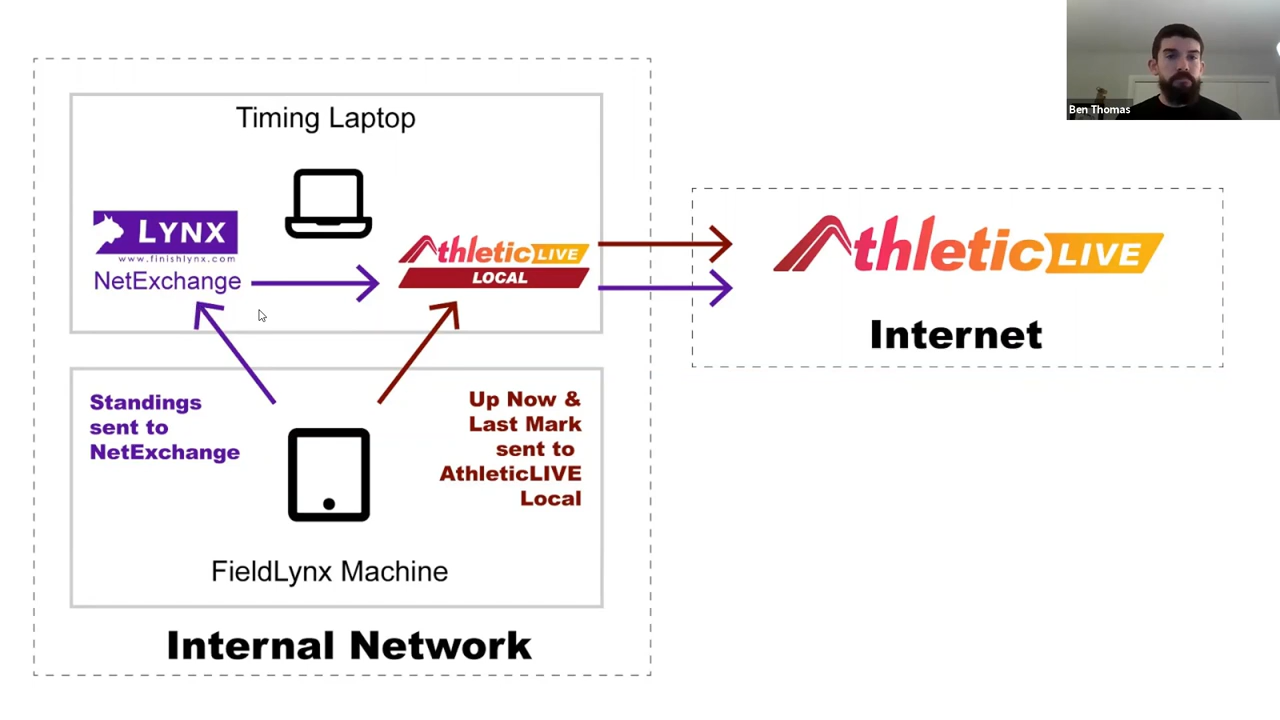 Ben Thomas
Timing Laptop
LYNX
www.finishlynx.com
NetExchange
AthleticLIVE
LOCAL
AthleticLIVE
Internet
Standings
sent to
NetExchange
Up Now &
Last Mark
sent to
AthleticLIVE
Local
FieldLynx Machine
Internal Network